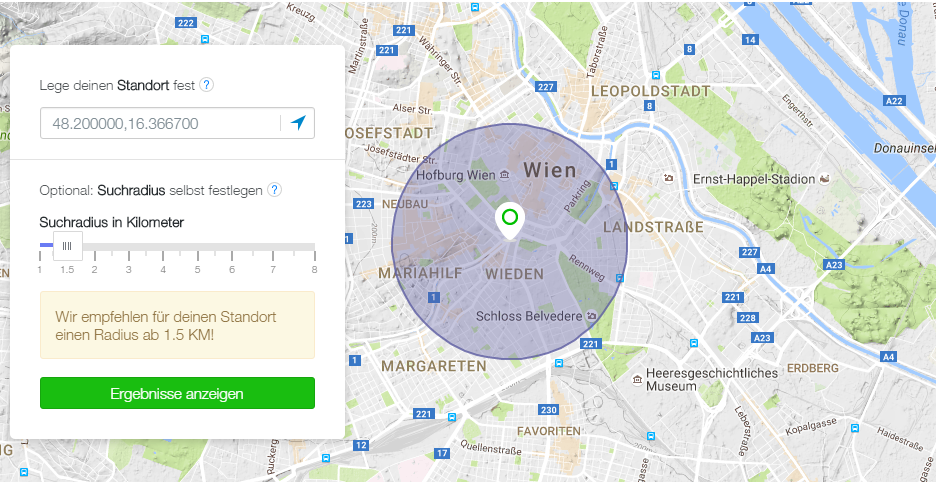 Lege deinen Standort fest ?
48.200000,16.366700
Optional: Suchradius selbst festlegen ?
Suchradius in Kilometer
1 1.5 2 3 4 5 6 7 8
Wir empfehlen für deinen Standort
einen Radius ab 1.5 KM!
Ergebnisse anzeigen
Kreuzg.
222
221
14
Martinstraße
221
Währinger Str.
8
Taborstraße
Donau
227
LEOPOLDSTADT
A22
8
Engerthstr.
Alser Str.
JOSEFSTADT
Josefstädter Str.
Donauinsel
1
Wien
Hofburg Wien
Ernst-Happel-Stadion
Parkring
NEUBAU
223
LANDSTRASSE
227
A4
A23
MARIAHILF
WIEDEN
Rennweg
1
221
228
Schloss Belvedere
A23
221
A4
1
MARGARETEN
ERDBERG
Heeresgeschichtliches
Museum
221
230
Leberstraße
Kopalgasse
FAVORITEN
Haidestraße
12
17
Quellenstraße